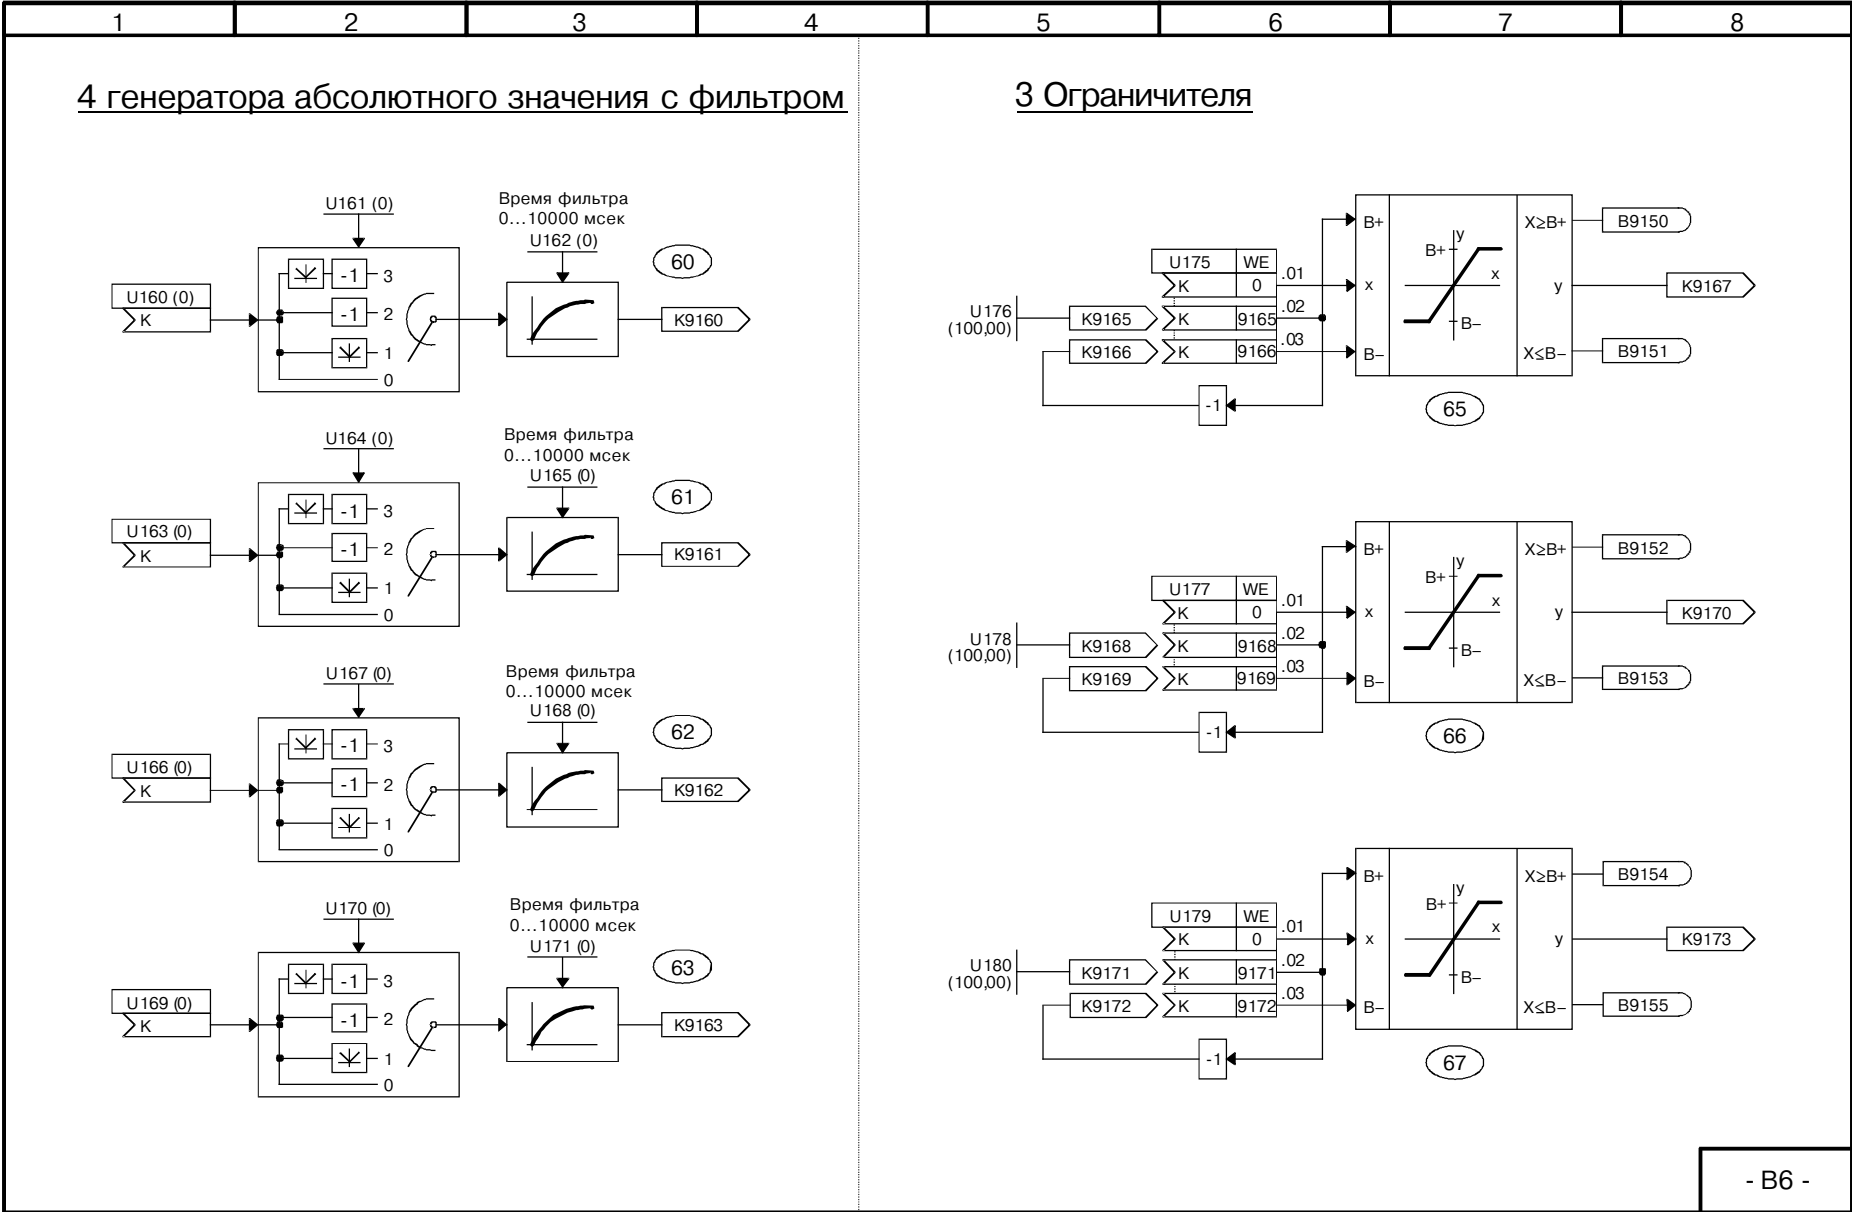 1 2 3 4 5 6 7 8
4 генератора абсолютного значения с фильтром
U161 (0)
Время фильтра
0...10000 мсек
U162 (0)
60
U160 (0)
K
-1 3
-1 2
1
0
K9160
U164 (0)
Время фильтра
0...10000 мсек
U165 (0)
61
U163 (0)
K
-1 3
-1 2
1
0
K9161
U167 (0)
Время фильтра
0...10000 мсек
U168 (0)
62
U166 (0)
K
-1 3
-1 2
1
0
K9162
U170 (0)
Время фильтра
0...10000 мсек
U171 (0)
63
U169 (0)
K
-1 3
-1 2
1
0
K9163
3 Ограничителя
U176
(100,00)
K9165
K9166
U175 WE
K 0 .01
K 9165 .02
K 9166 .03
-1
B+
x
B–
B+ y
x
B–
X≥B+
y
X≤B–
B9150
K9167
B9151
65
U178
(100,00)
K9168
K9169
U177 WE
K 0 .01
K 9168 .02
K 9169 .03
-1
B+
x
B–
B+ y
x
B–
X≥B+
y
X≤B–
B9152
K9170
B9153
66
U180
(100,00)
K9171
K9172
U179 WE
K 0 .01
K 9171 .02
K 9172 .03
-1
B+
x
B–
B+ y
x
B–
X≥B+
y
X≤B–
B9154
K9173
B9155
67
- B6 -